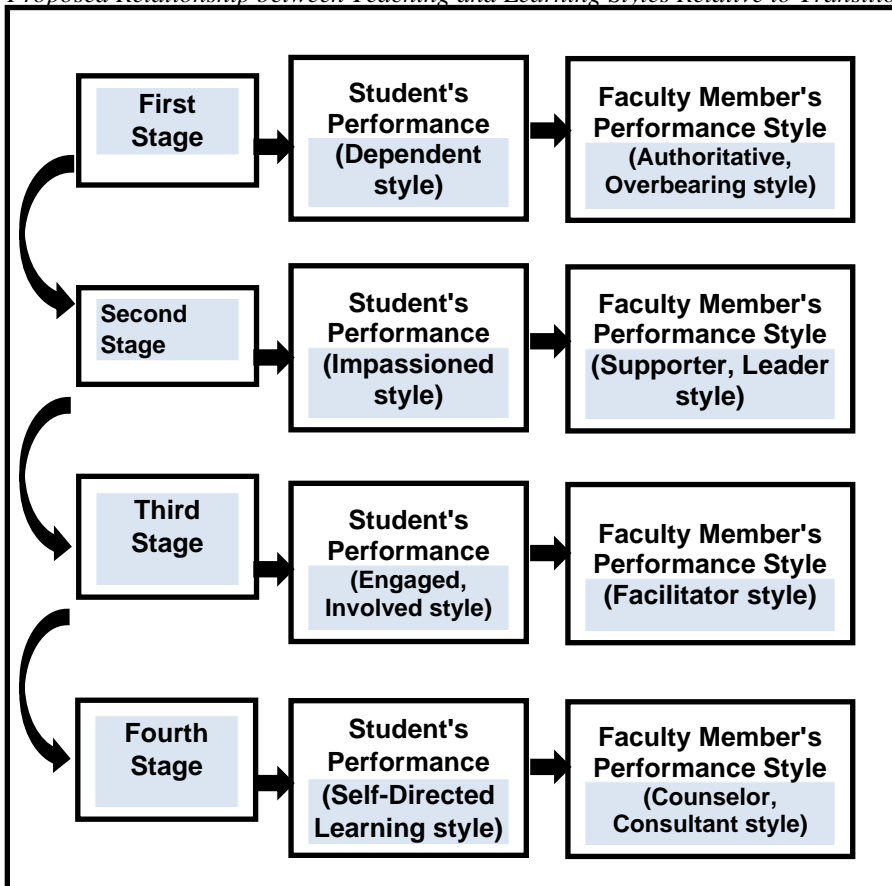 Proposed Relationship between Teaching and Learning Styles Relative to
First
Stage
Student's
Performance
(Dependent
style)
Faculty Member's
Performance Style
(Authoritative,
Overbearing style)
Second
Stage
Student's
Performance
(Impassioned
style)
Faculty Member's
Performance Style
(Supporter, Leader
style)
Third
Stage
Student's
Performance
(Engaged,
Involved style)
Faculty Member's
Performance Style
(Facilitator style)
Fourth
Stage
Student's
Performance
(Self-Directed
Learning style)
Faculty Member's
Performance Style
(Counselor,
Consultant style)